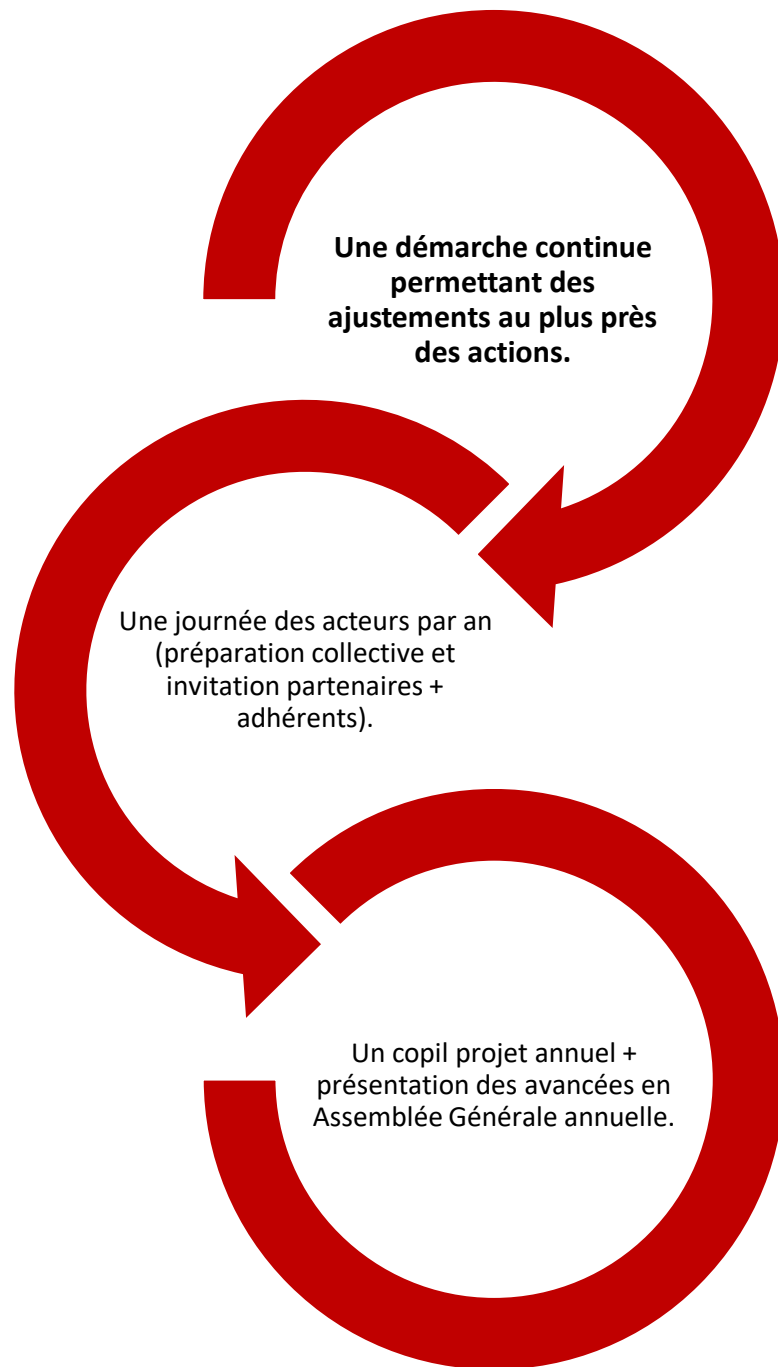 Une démarche continue
permettant des
ajustements au plus près
des actions.
Une journée des acteurs par an
(préparation collective et
invitation partenaires +
adhérents).
Un copil projet annuel +
présentation des avancées en
Assemblée Générale annuelle.